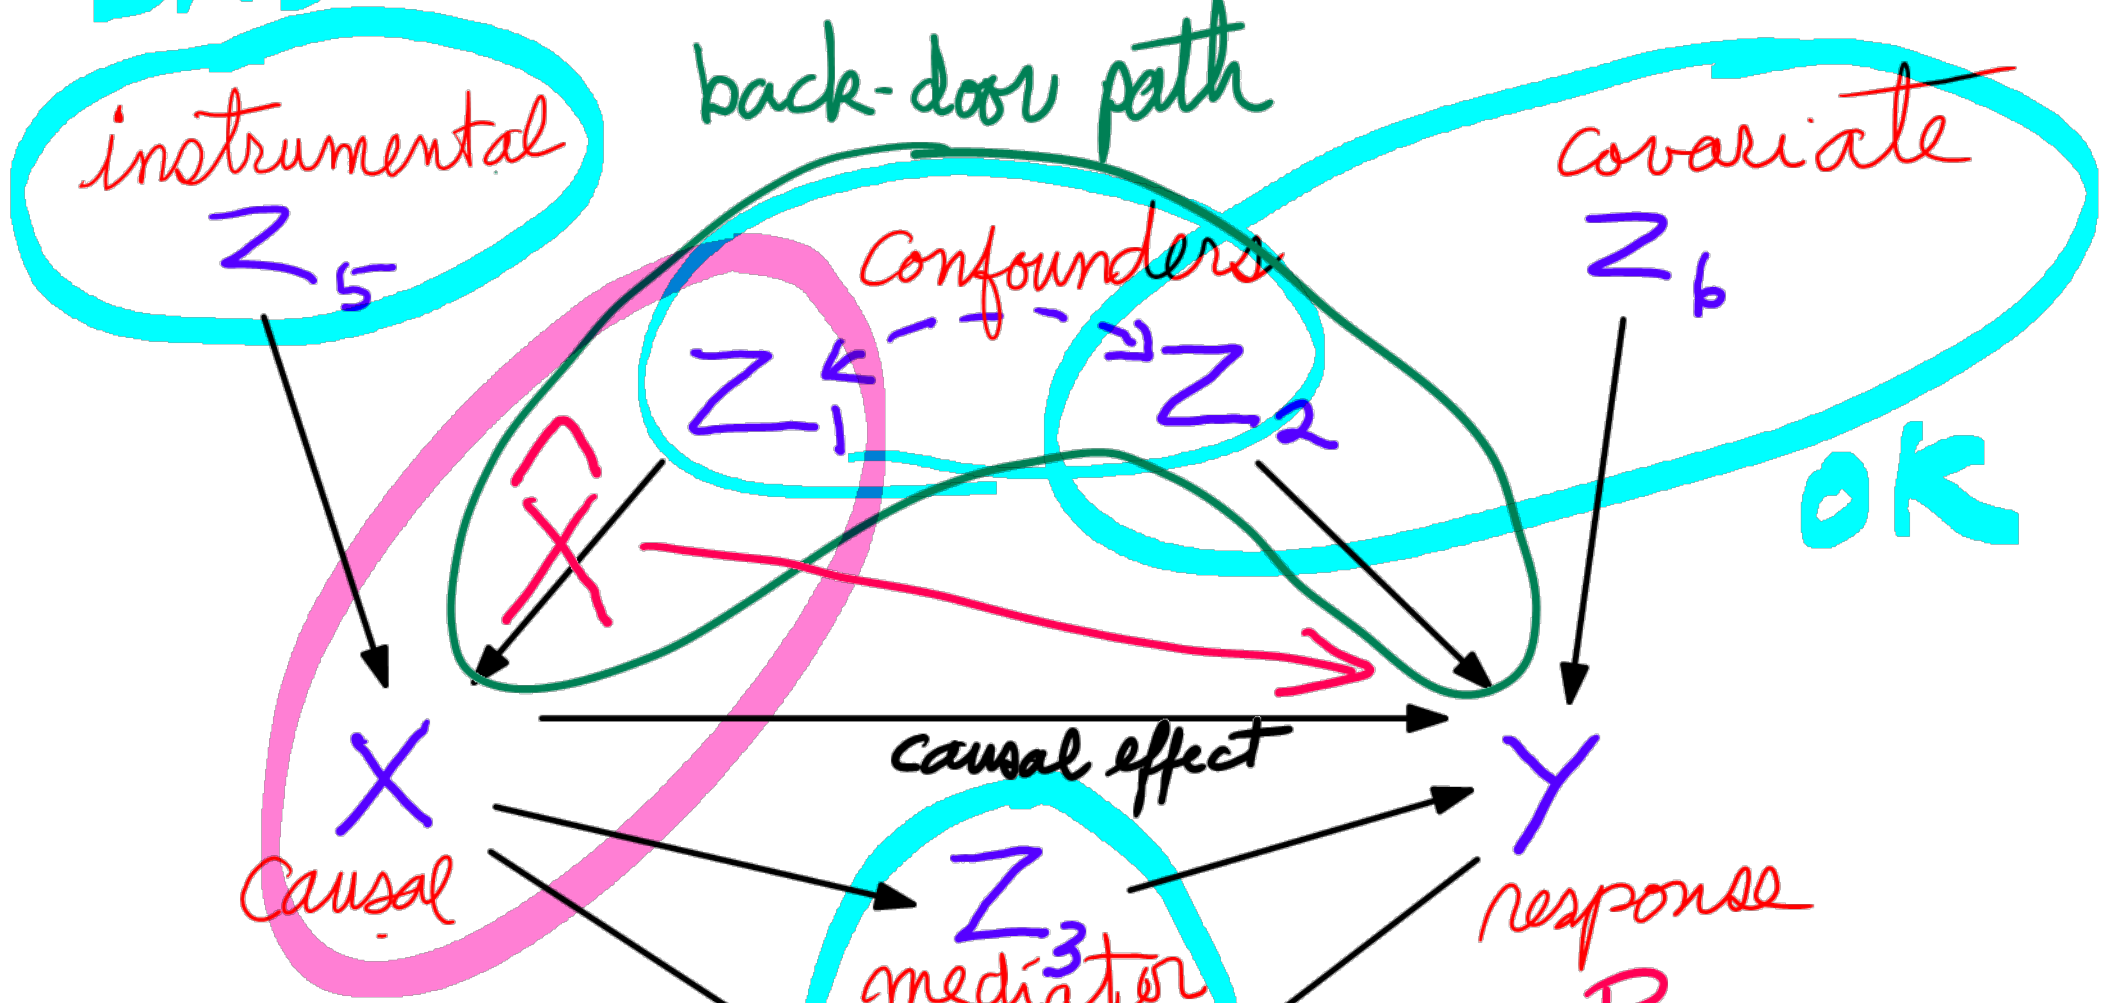 back-door path
instrumental
covariate
Z5
Z6
confounders
Z1 Z2
OK
X̂
causal effect
X
Y
causal
Z3
response
mediator